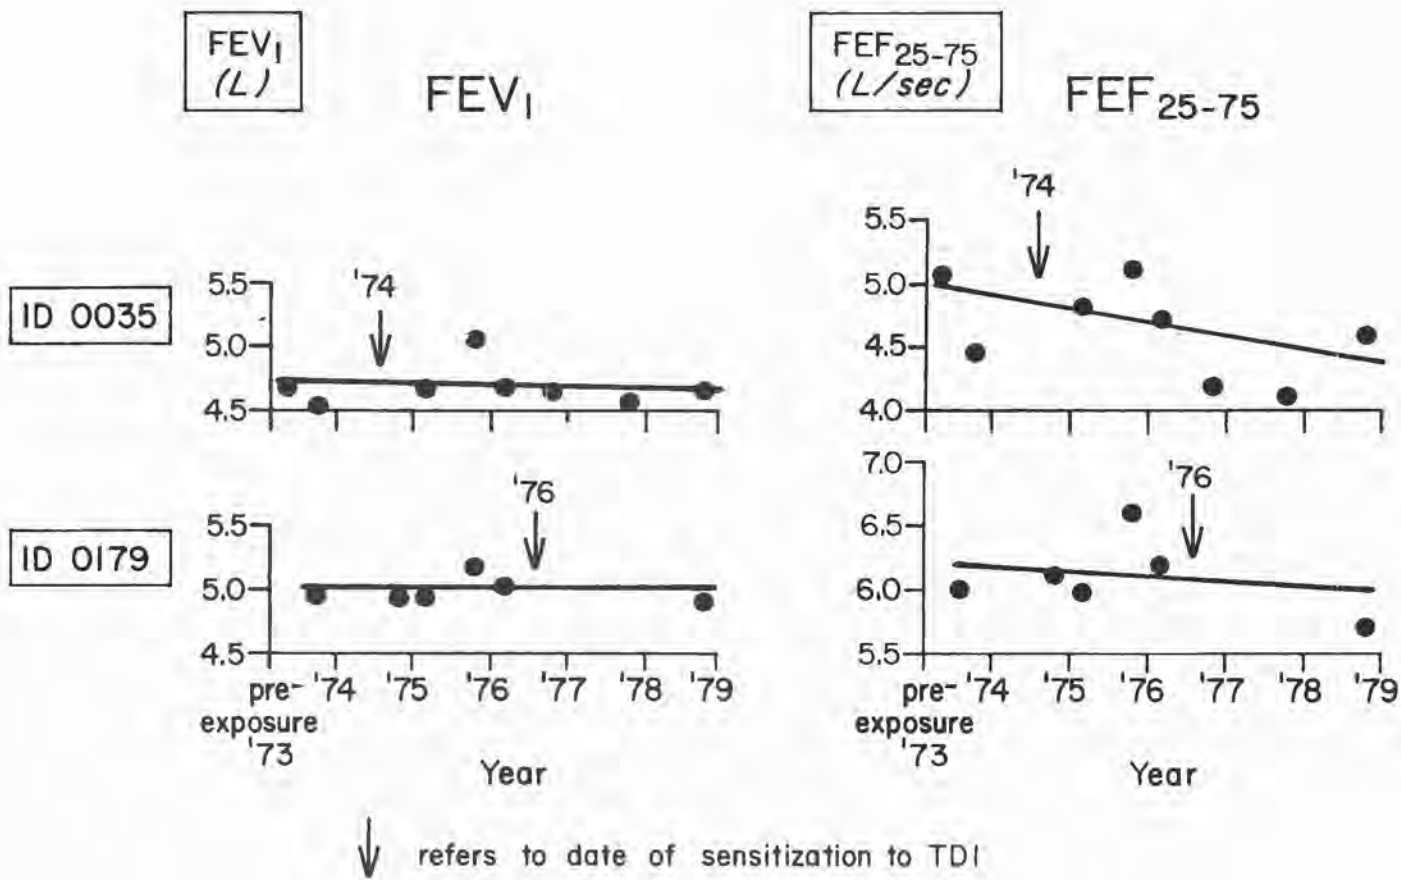 FEV₁
(L)
FEV₁
FEF₂₅₋₇₅
(L/sec)
FEF₂₅₋₇₅
ID 0035
5.5
5.0
4.5
'74
5.5
5.0
4.5
4.0
'74
ID 0179
5.5
5.0
4.5
'76
7.0
6.5
6.0
5.5
'76
pre-
exposure
'73
'74 '75 '76 '77 '78 '79
Year
pre-
exposure
'73
'74 '75 '76 '77 '78 '79
Year
refers to date of sensitization to TDI